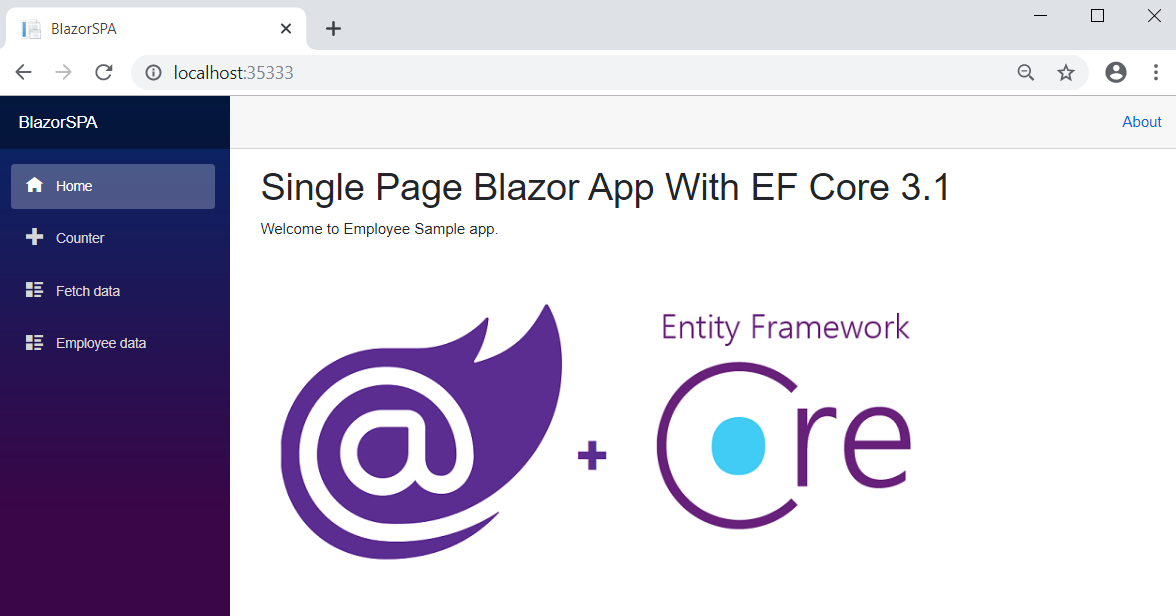 BlazorSPA
localhost:35333
BlazorSPA
About
Home
Counter
Fetch data
Employee data
Single Page Blazor App With EF Core 3.1
Welcome to Employee Sample app.
@
+
Entity Framework
Core